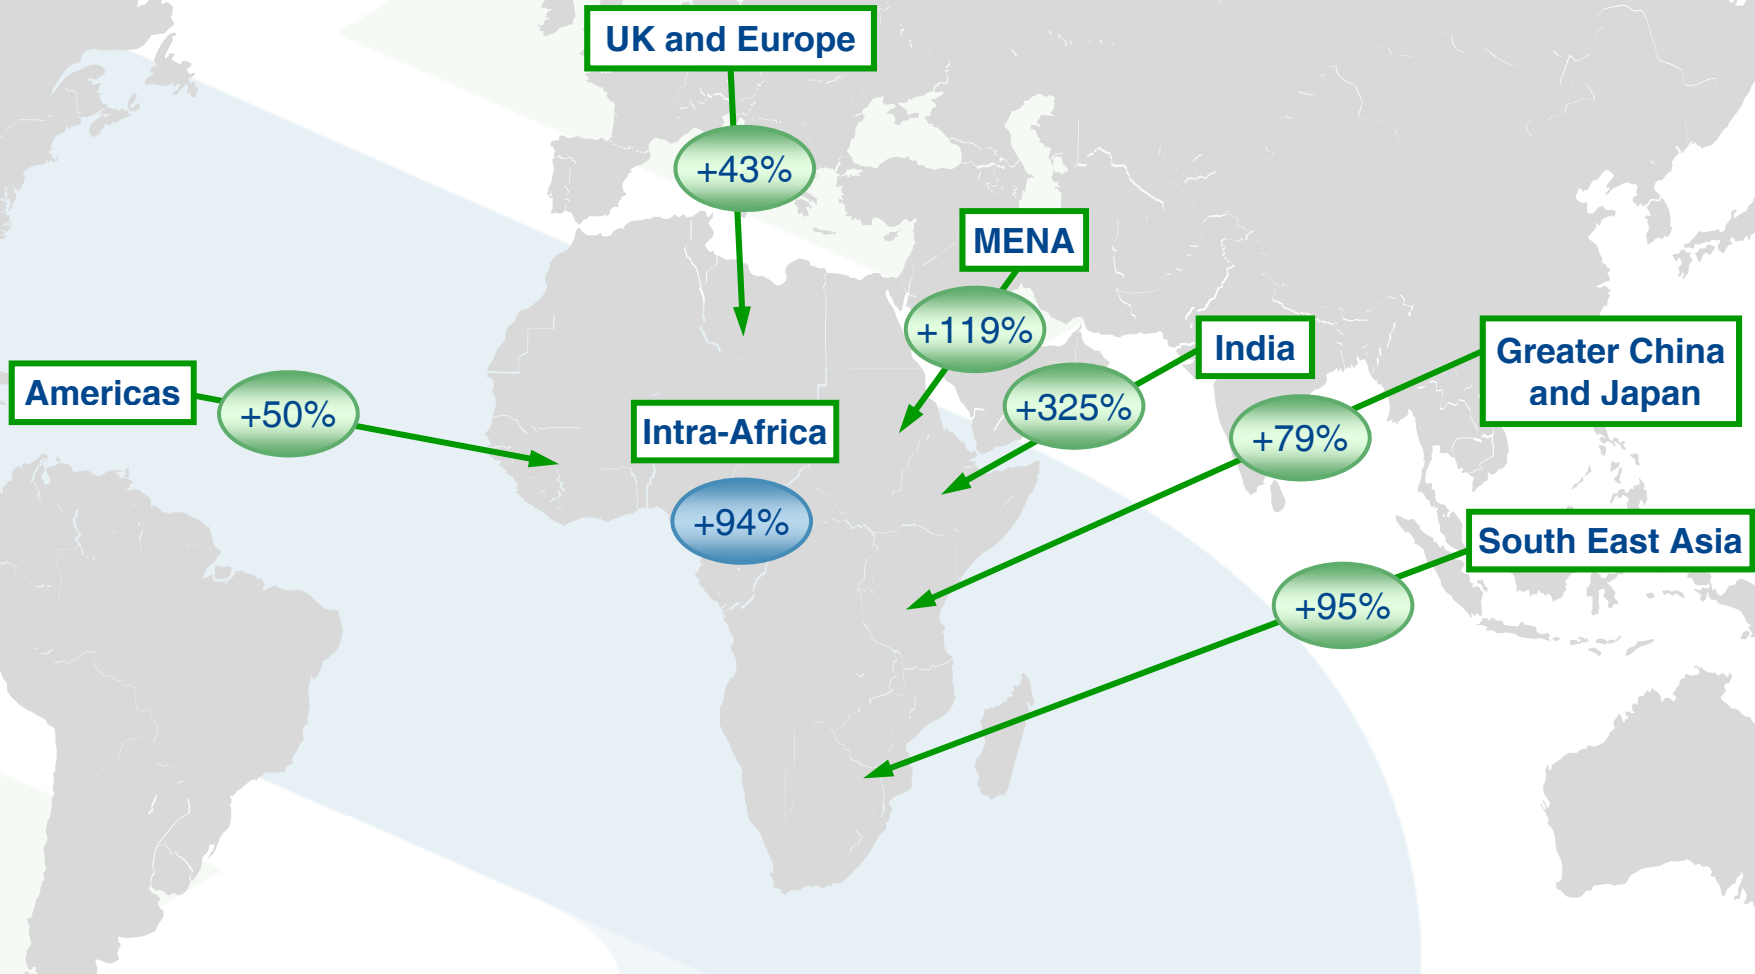 UK and Europe
+43%
MENA
+119%
India
+325%
Greater China
and Japan
+79%
Americas
+50%
Intra-Africa
+94%
South East Asia
+95%